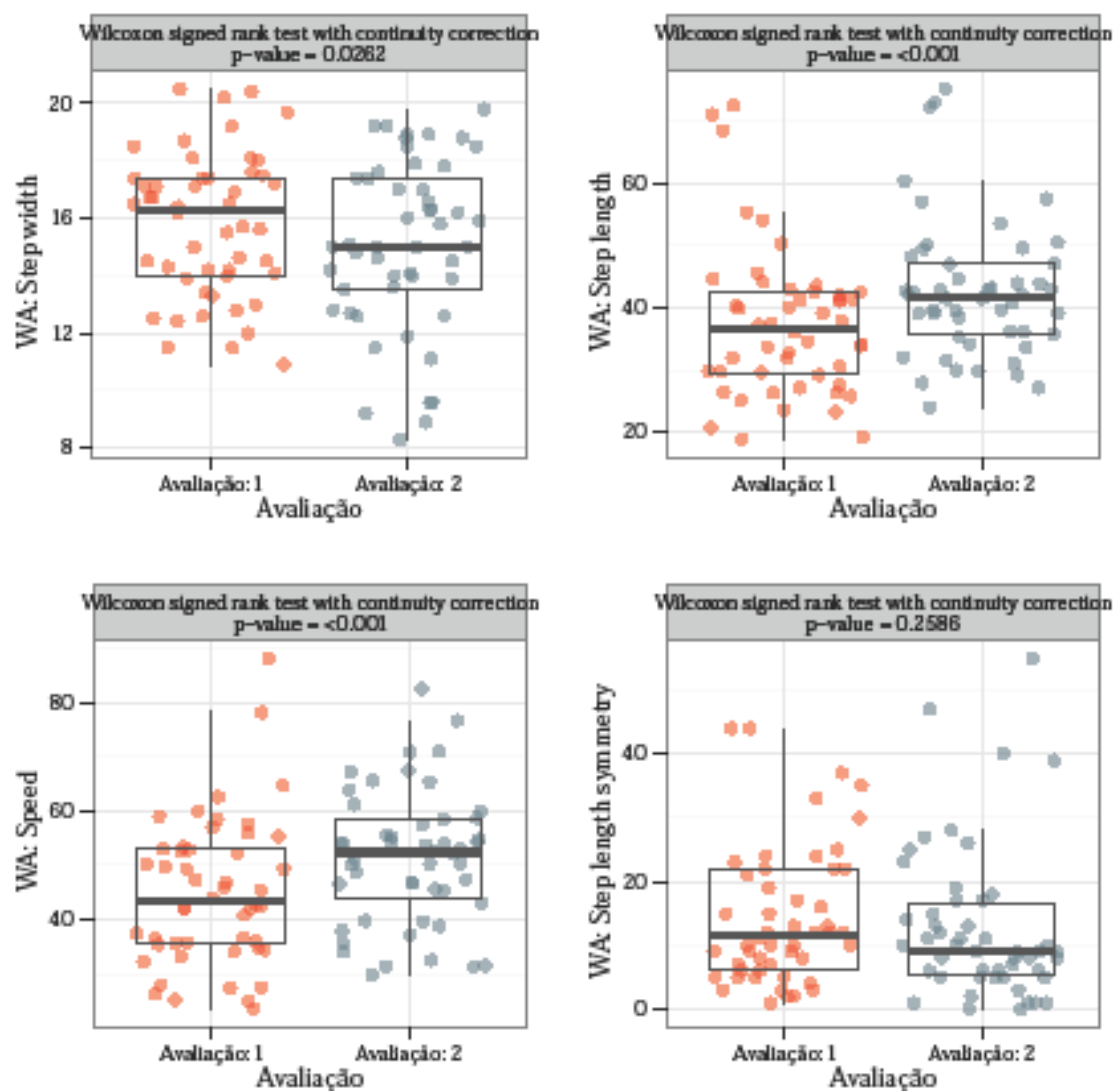 Wilcoxon signed rank test with continuity correction
p-value = 0.0262
20
16
12
8
WA: Step width
Avaliação: 1
Avaliação: 2
Avaliação
Wilcoxon signed rank test with continuity correction
p-value = <0.001
60
40
20
WA: Step length
Avaliação: 1
Avaliação: 2
Avaliação
Wilcoxon signed rank test with continuity correction
p-value = <0.001
80
60
40
WA: Speed
Avaliação: 1
Avaliação: 2
Avaliação
Wilcoxon signed rank test with continuity correction
p-value = 0.2586
40
20
0
WA: Step length symmetry
Avaliação: 1
Avaliação: 2
Avaliação